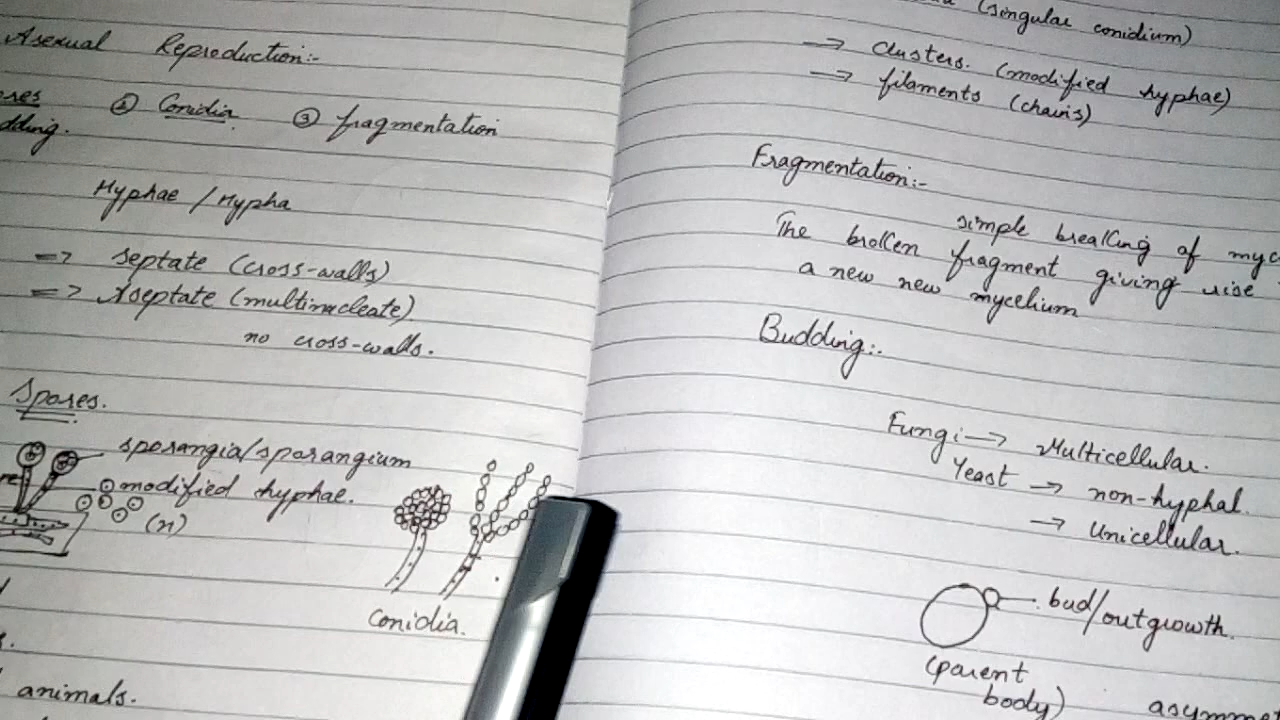 Asexual Reproduction:-
② Conidia ③ fragmentation
Hyphae / Hypha
=> Septate (cross-walls)
=> Aseptate (multinucleate)
no cross-walls.
Spores.
sporangia/sporangium
modified hyphae.
(n)
Conidia.
animals.
(singular conidium)
→ Clusters. (modified hyphae)
→ filaments (chains)
Fragmentation:-
simple breaking of
The broken fragment giving rise
a new new mycelium
Budding:.
Fungi → Multicellular.
Yeast → non-hyphal.
→ Unicellular.
bud/outgrowth.
(parent
body)